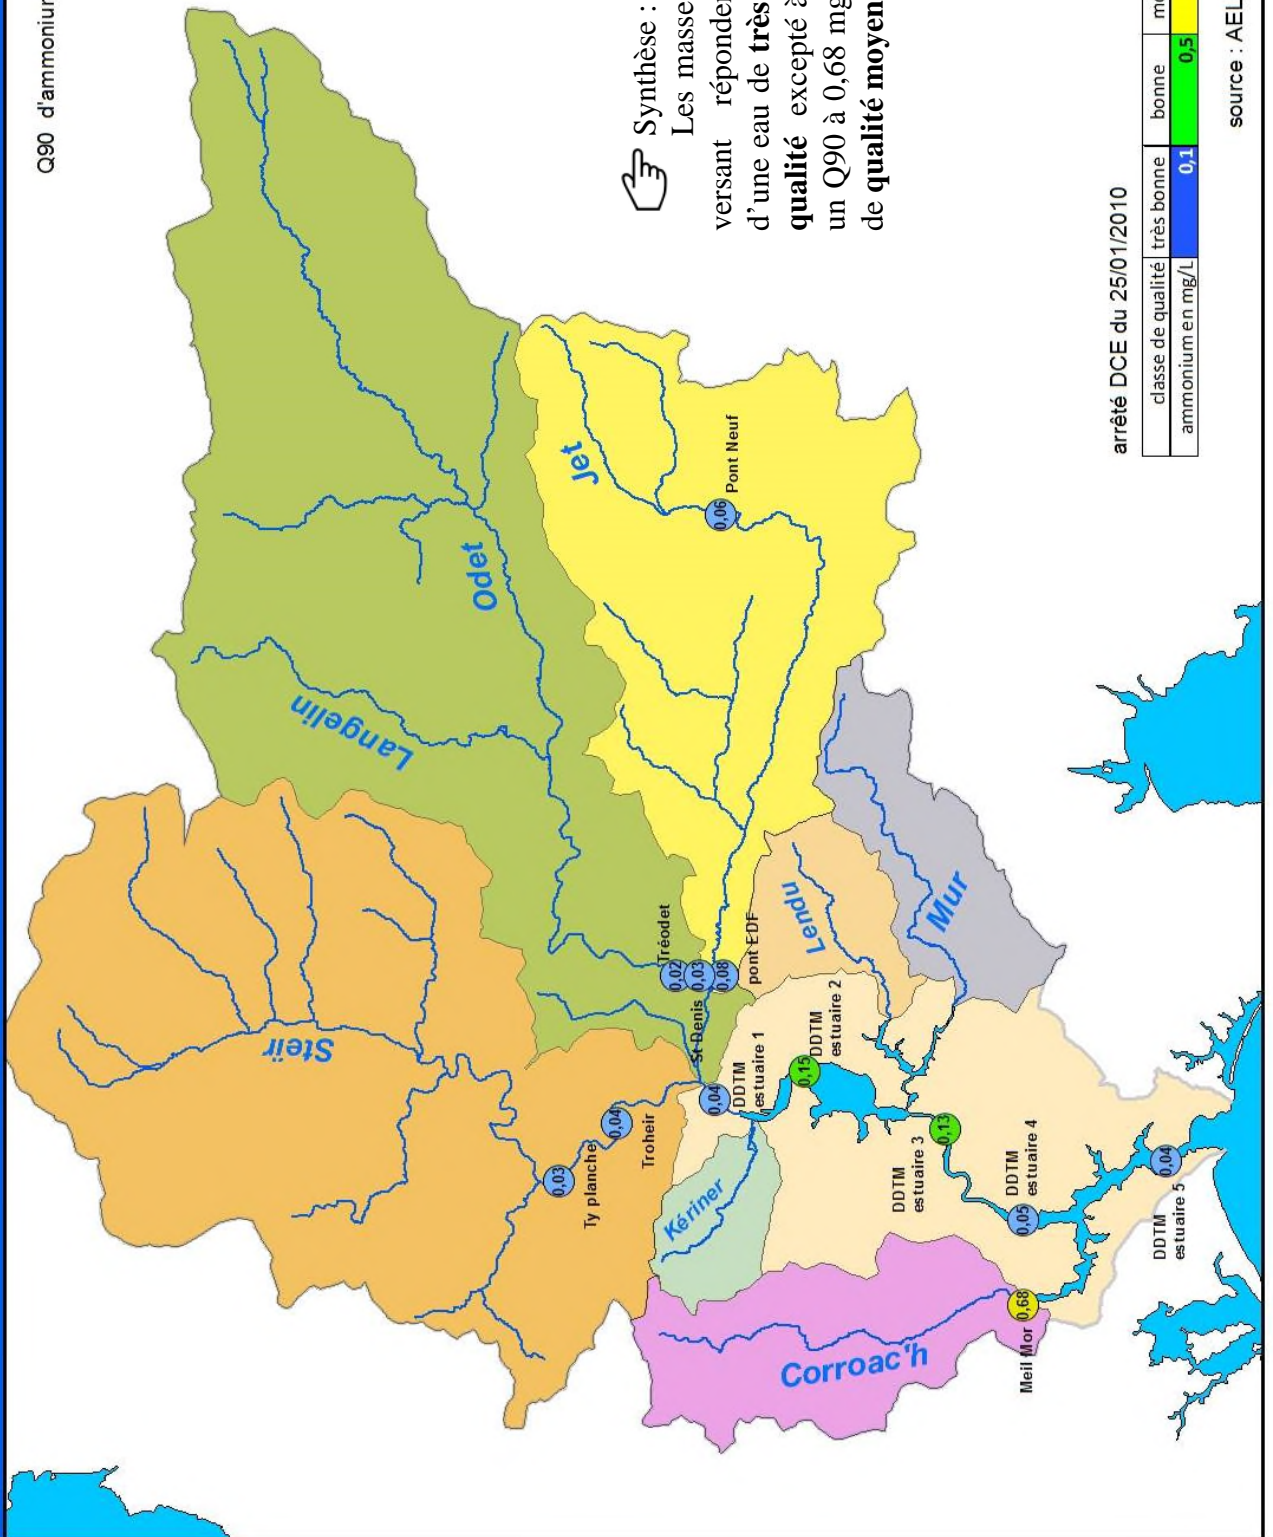 Q90 d'ammonium
Steir
Langelin
Odet
Jet
0,06
Pont Neuf
Ty planche
0,03
0,04
Troheir
Tréodet
0,02
0,03
0,08
St Denis
pont EDF
Kériner
0,04
DDTM
estuaire 1
0,15
DDTM
estuaire 2
Lendu
Mur
DDTM
estuaire 3
0,13
DDTM
estuaire 4
0,05
Corroac'h
Meil Mor
0,68
DDTM
estuaire 5
0,04
Synthèse :
Les masse
versant réponden
d'une eau de très
qualité excepté à
un Q90 à 0,68 mg
de qualité moyen
arrêté DCE du 25/01/2010
classe de qualité très bonne bonne
ammonium en mg/L 0,1 0,5
source : AEL